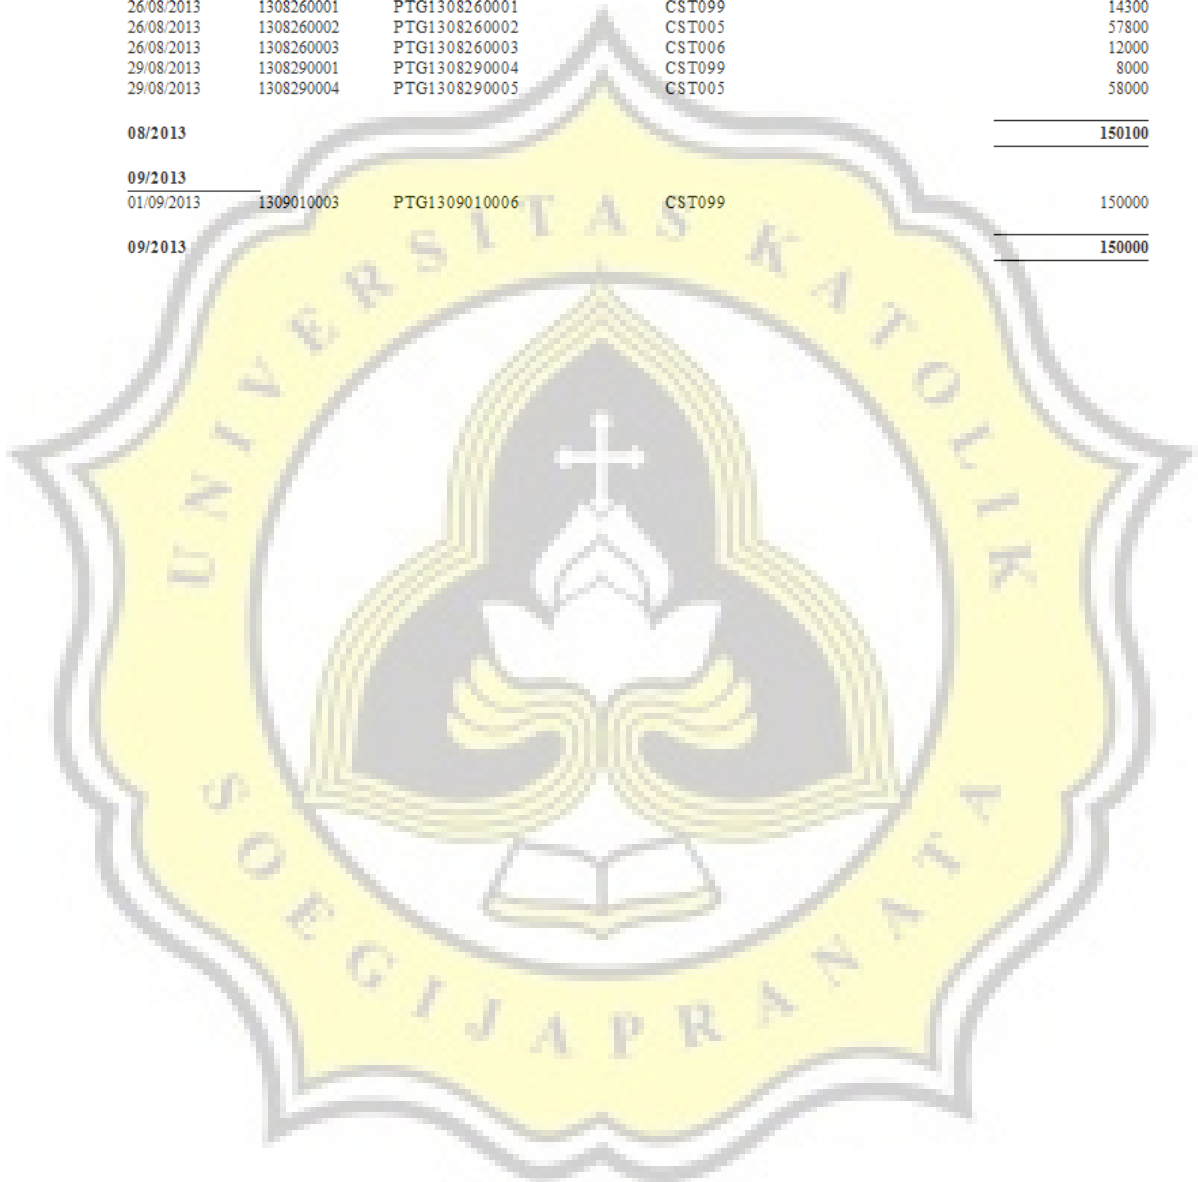 26/08/2013 1308260001 PTG1308260001 CST099 14300
26/08/2013 1308260002 PTG1308260002 CST005 57800
26/08/2013 1308260003 PTG1308260003 CST006 12000
29/08/2013 1308290001 PTG1308290004 CST099 8000
29/08/2013 1308290004 PTG1308290005 CST005 58000
08/2013 150100
09/2013
01/09/2013 1309010003 PTG1309010006 CST099 150000
09/2013 150000
UNIVERSITAS KATOLIK
SOEGIJAPRANATA